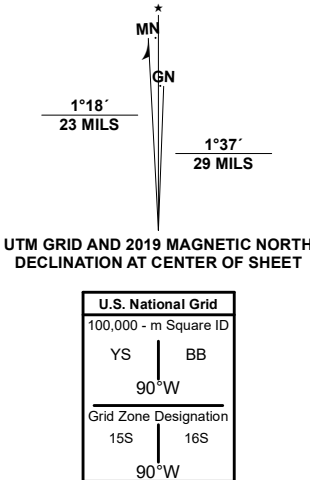 ★
MN
GN
1°18´
23 MILS
1°37´
29 MILS
UTM GRID AND 2019 MAGNETIC NORTH
DECLINATION AT CENTER OF SHEET
U.S. National Grid
100,000 - m Square ID
YS BB
90°W
Grid Zone Designation
15S 16S
90°W